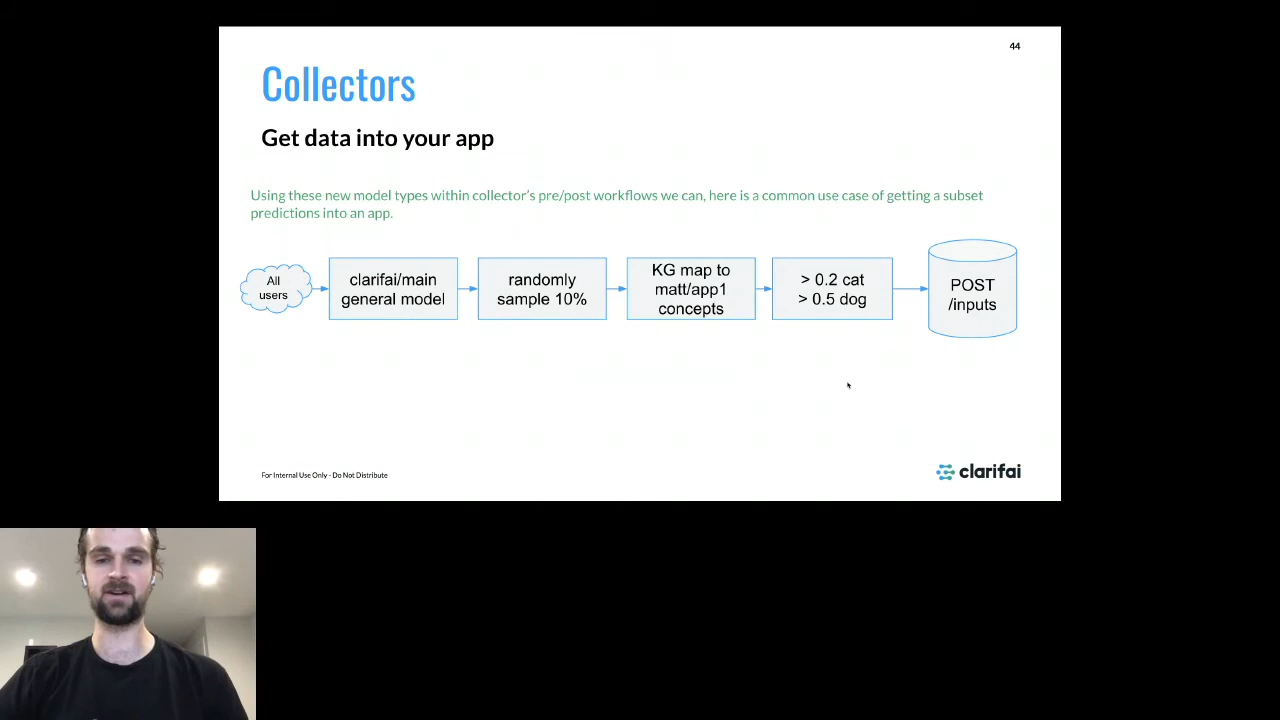 44
Collectors
Get data into your app
Using these new model types within collector's pre/post workflows we can, here is a common use case of getting a subset
predictions into an app.
All
users
clarifai/main
general model
randomly
sample 10%
KG map to
matt/app1
concepts
> 0.2 cat
> 0.5 dog
POST
/inputs
For Internal Use Only - Do Not Distribute
clarifai